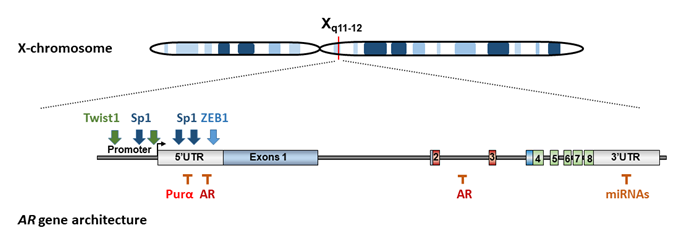 Xq11-12
X-chromosome
Twist1 Sp1 Sp1 ZEB1
Promoter
5'UTR Exons 1 2 3 4 5 6 7 8 3'UTR
Purα AR AR miRNAs
AR gene architecture